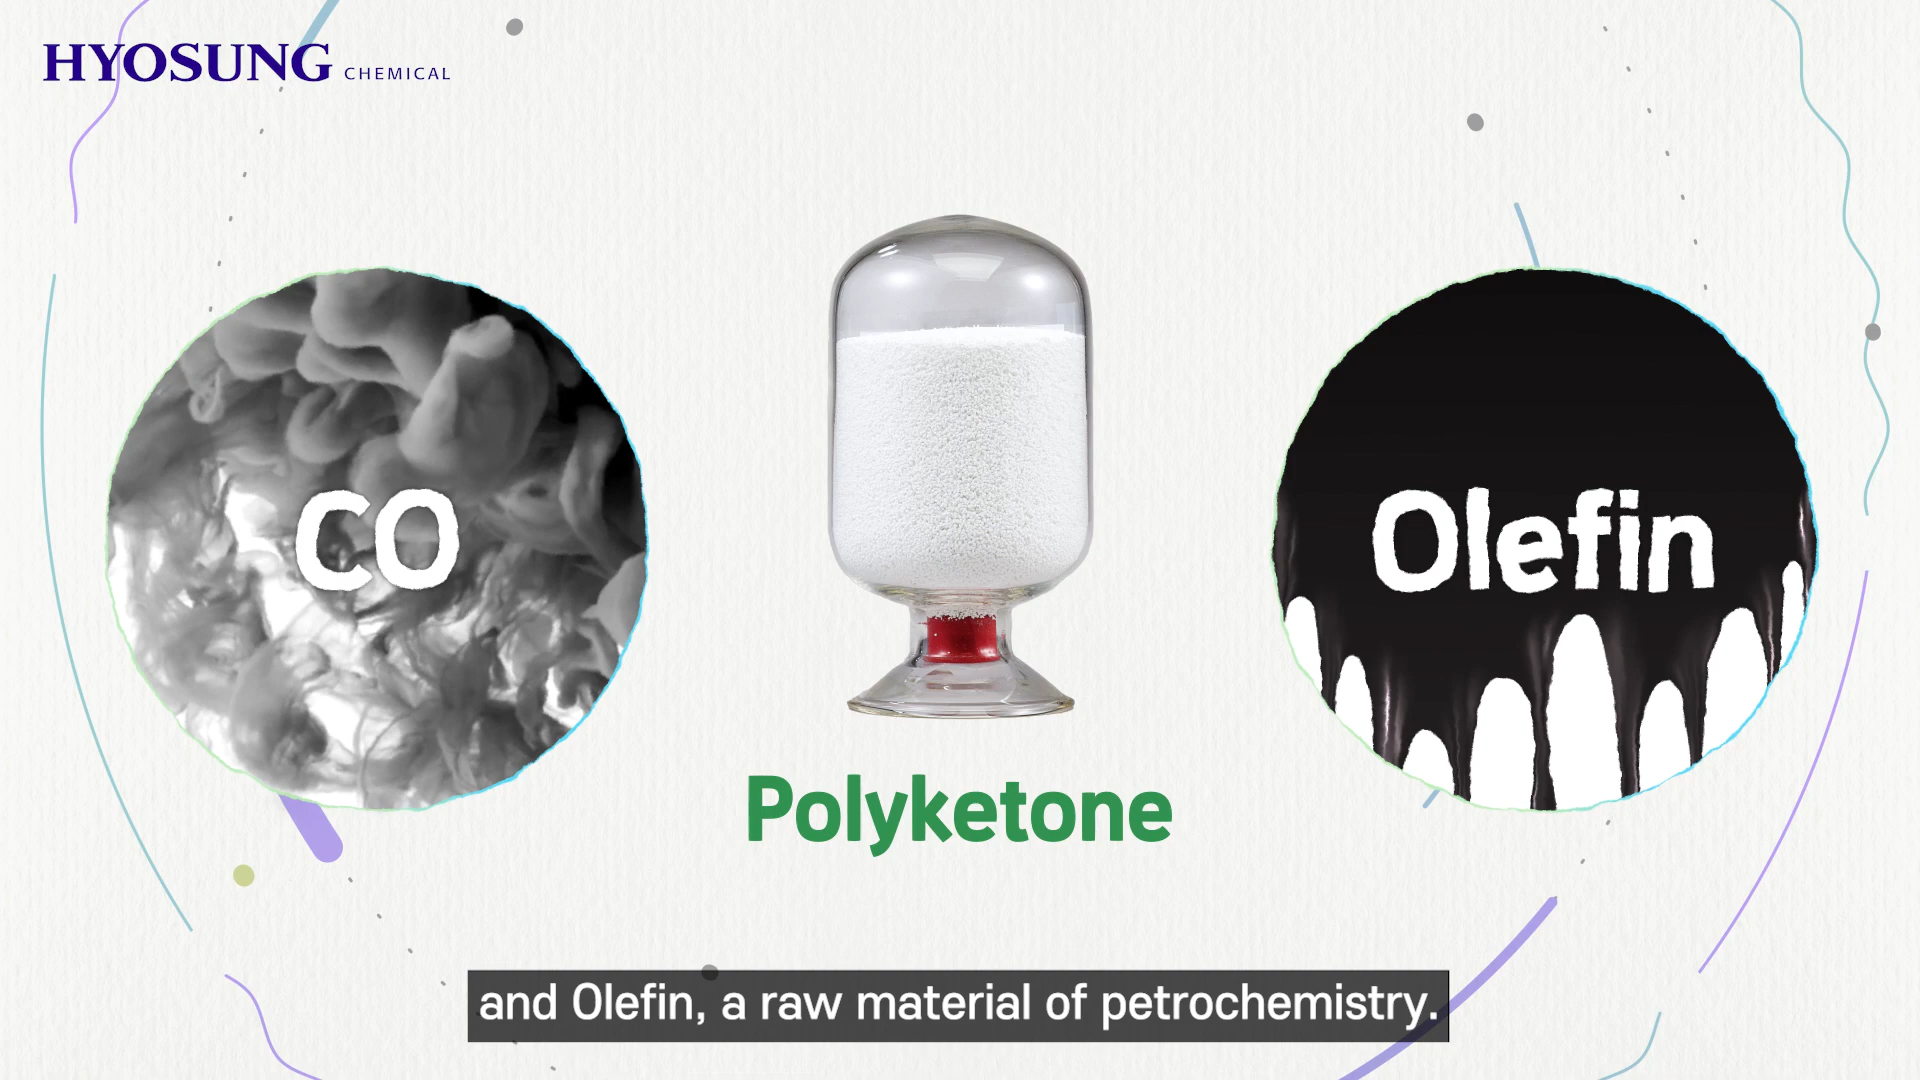 HYOSUNG CHEMICAL
CO
Olefin
Polyketone
and Olefin, a raw material of petrochemistry.